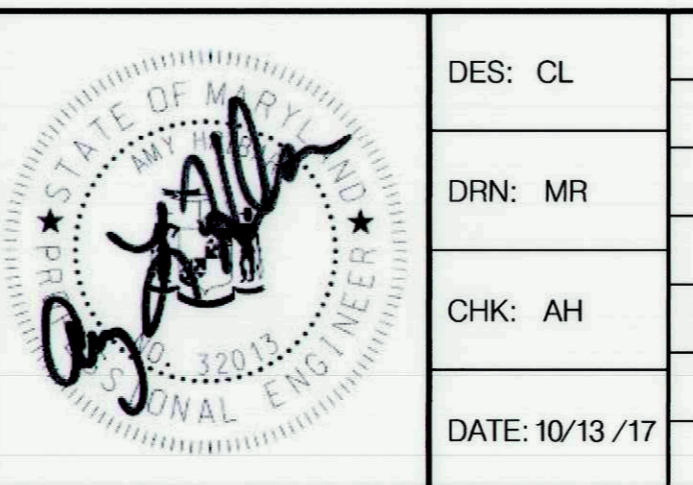 STATE OF MARYLAND
AMY
NO. 32013
PROFESSIONAL ENGINEER
DES: CL
DRN: MR
CHK: AH
DATE: 10/13/17